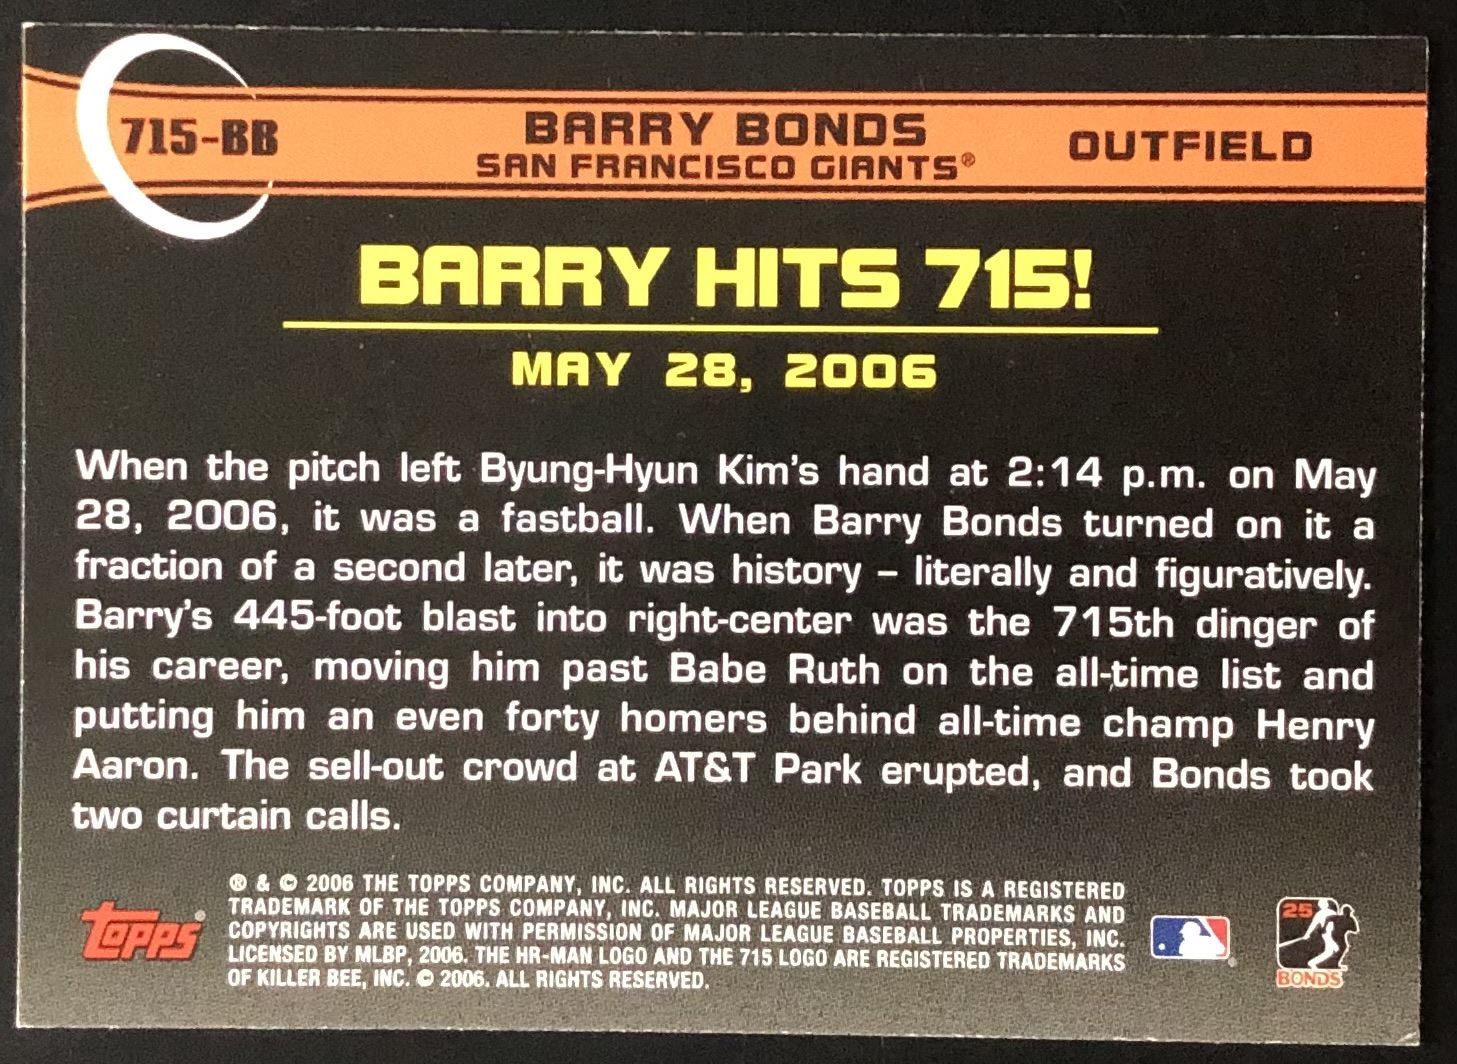 715-BB
BARRY BONDS
SAN FRANCISCO GIANTS®
OUTFIELD
BARRY HITS 715!
MAY 28, 2006
When the pitch left Byung-Hyun Kim's hand at 2:14 p.m. on May
28, 2006, it was a fastball. When Barry Bonds turned on it a
fraction of a second later, it was history – literally and figuratively.
Barry's 445-foot blast into right-center was the 715th dinger of
his career, moving him past Babe Ruth on the all-time list and
putting him an even forty homers behind all-time champ Henry
Aaron. The sell-out crowd at AT&T Park erupted, and Bonds took
two curtain calls.
Topps®
® & © 2006 THE TOPPS COMPANY, INC. ALL RIGHTS RESERVED. TOPPS IS A REGISTERED
TRADEMARK OF THE TOPPS COMPANY, INC. MAJOR LEAGUE BASEBALL TRADEMARKS AND
COPYRIGHTS ARE USED WITH PERMISSION OF MAJOR LEAGUE BASEBALL PROPERTIES, INC.
LICENSED BY MLBP, 2006. THE HR-MAN LOGO AND THE 715 LOGO ARE REGISTERED TRADEMARKS
OF KILLER BEE, INC. © 2006. ALL RIGHTS RESERVED.
25
BONDS